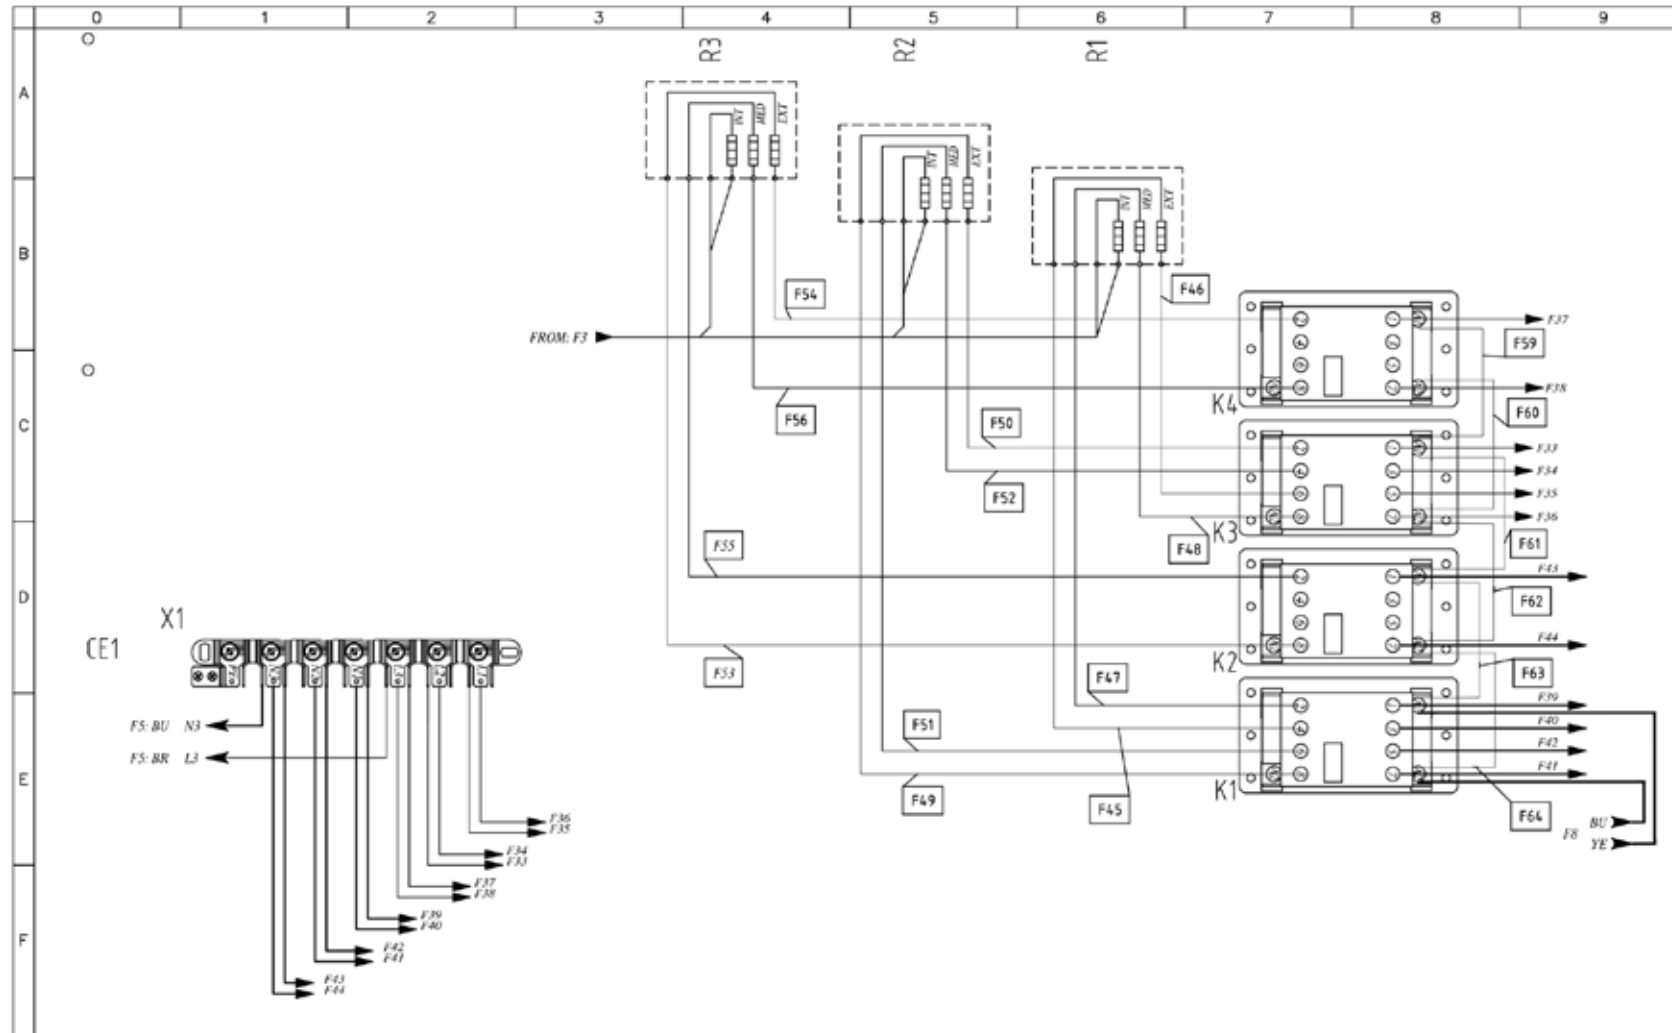 0 1 2 3 4 5 6 7 8 9
R3 R2 R1
A
INT MED EXT
INT MED EXT
INT MED EXT
B
F54
F46
FROM: F3
F37
F59
F38
K4
F60
C
F56
F50
F33
F34
F52
F35
F36
K3
F55
F48
F61
F43
D
X1
F62
CE1
F44
F53
K2
F47
F63
F39
F5: BU N3
F51
F40
F42
F5: BR L3
F41
E
K1
F49
F45
F64
F8
BU
YE
F36
F35
F34
F33
F37
F38
F39
F40
F
F42
F41
F43
F44